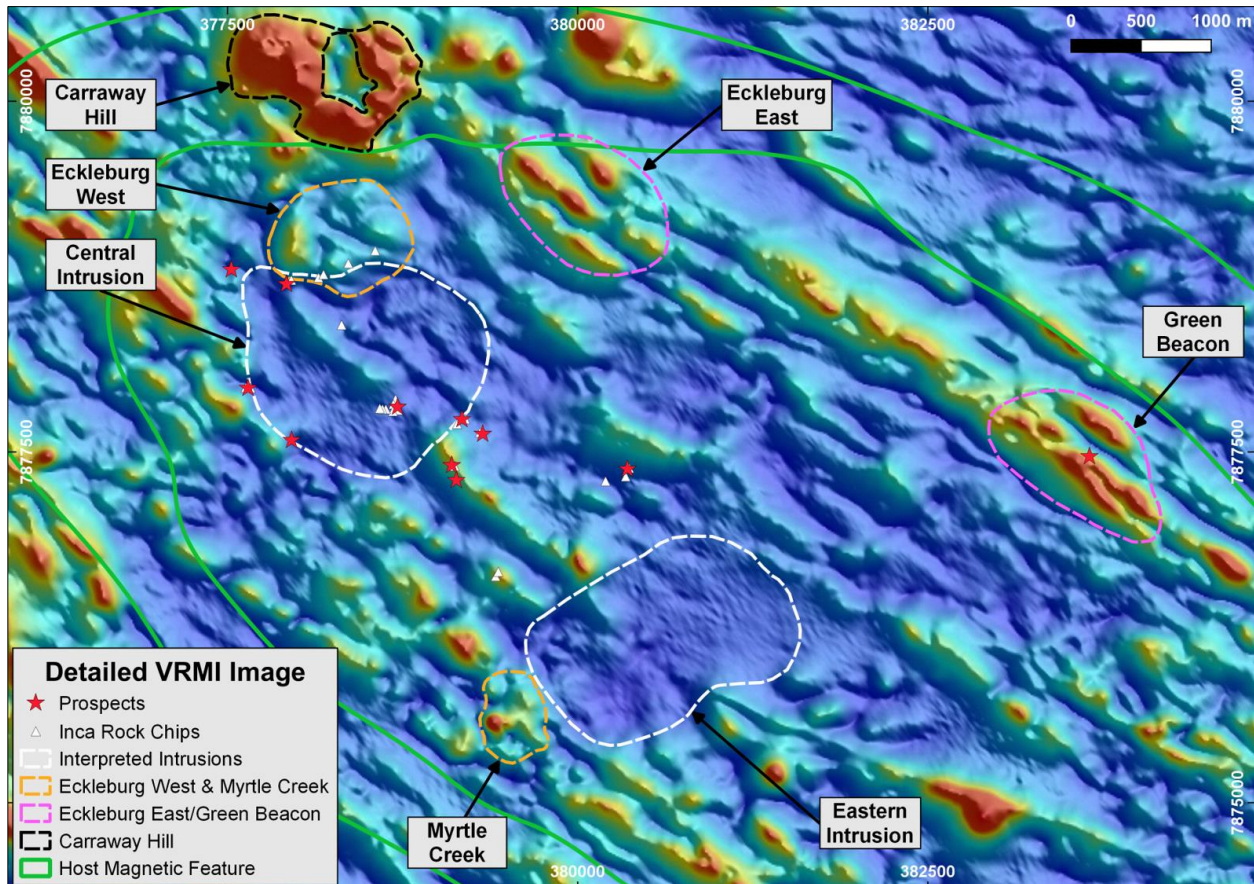 377500
380000
382500
0 500 1000 m
7880000
7880000
Carraway
Hill
Eckleburg
East
Eckleburg
West
Central
Intrusion
Green
Beacon
7877500
7877500
Detailed VRMI Image
Prospects
Inca Rock Chips
Interpreted Intrusions
Eckleburg West & Myrtle Creek
Eckleburg East/Green Beacon
Carraway Hill
Host Magnetic Feature
Myrtle
Creek
Eastern
Intrusion
7875000
380000
382500